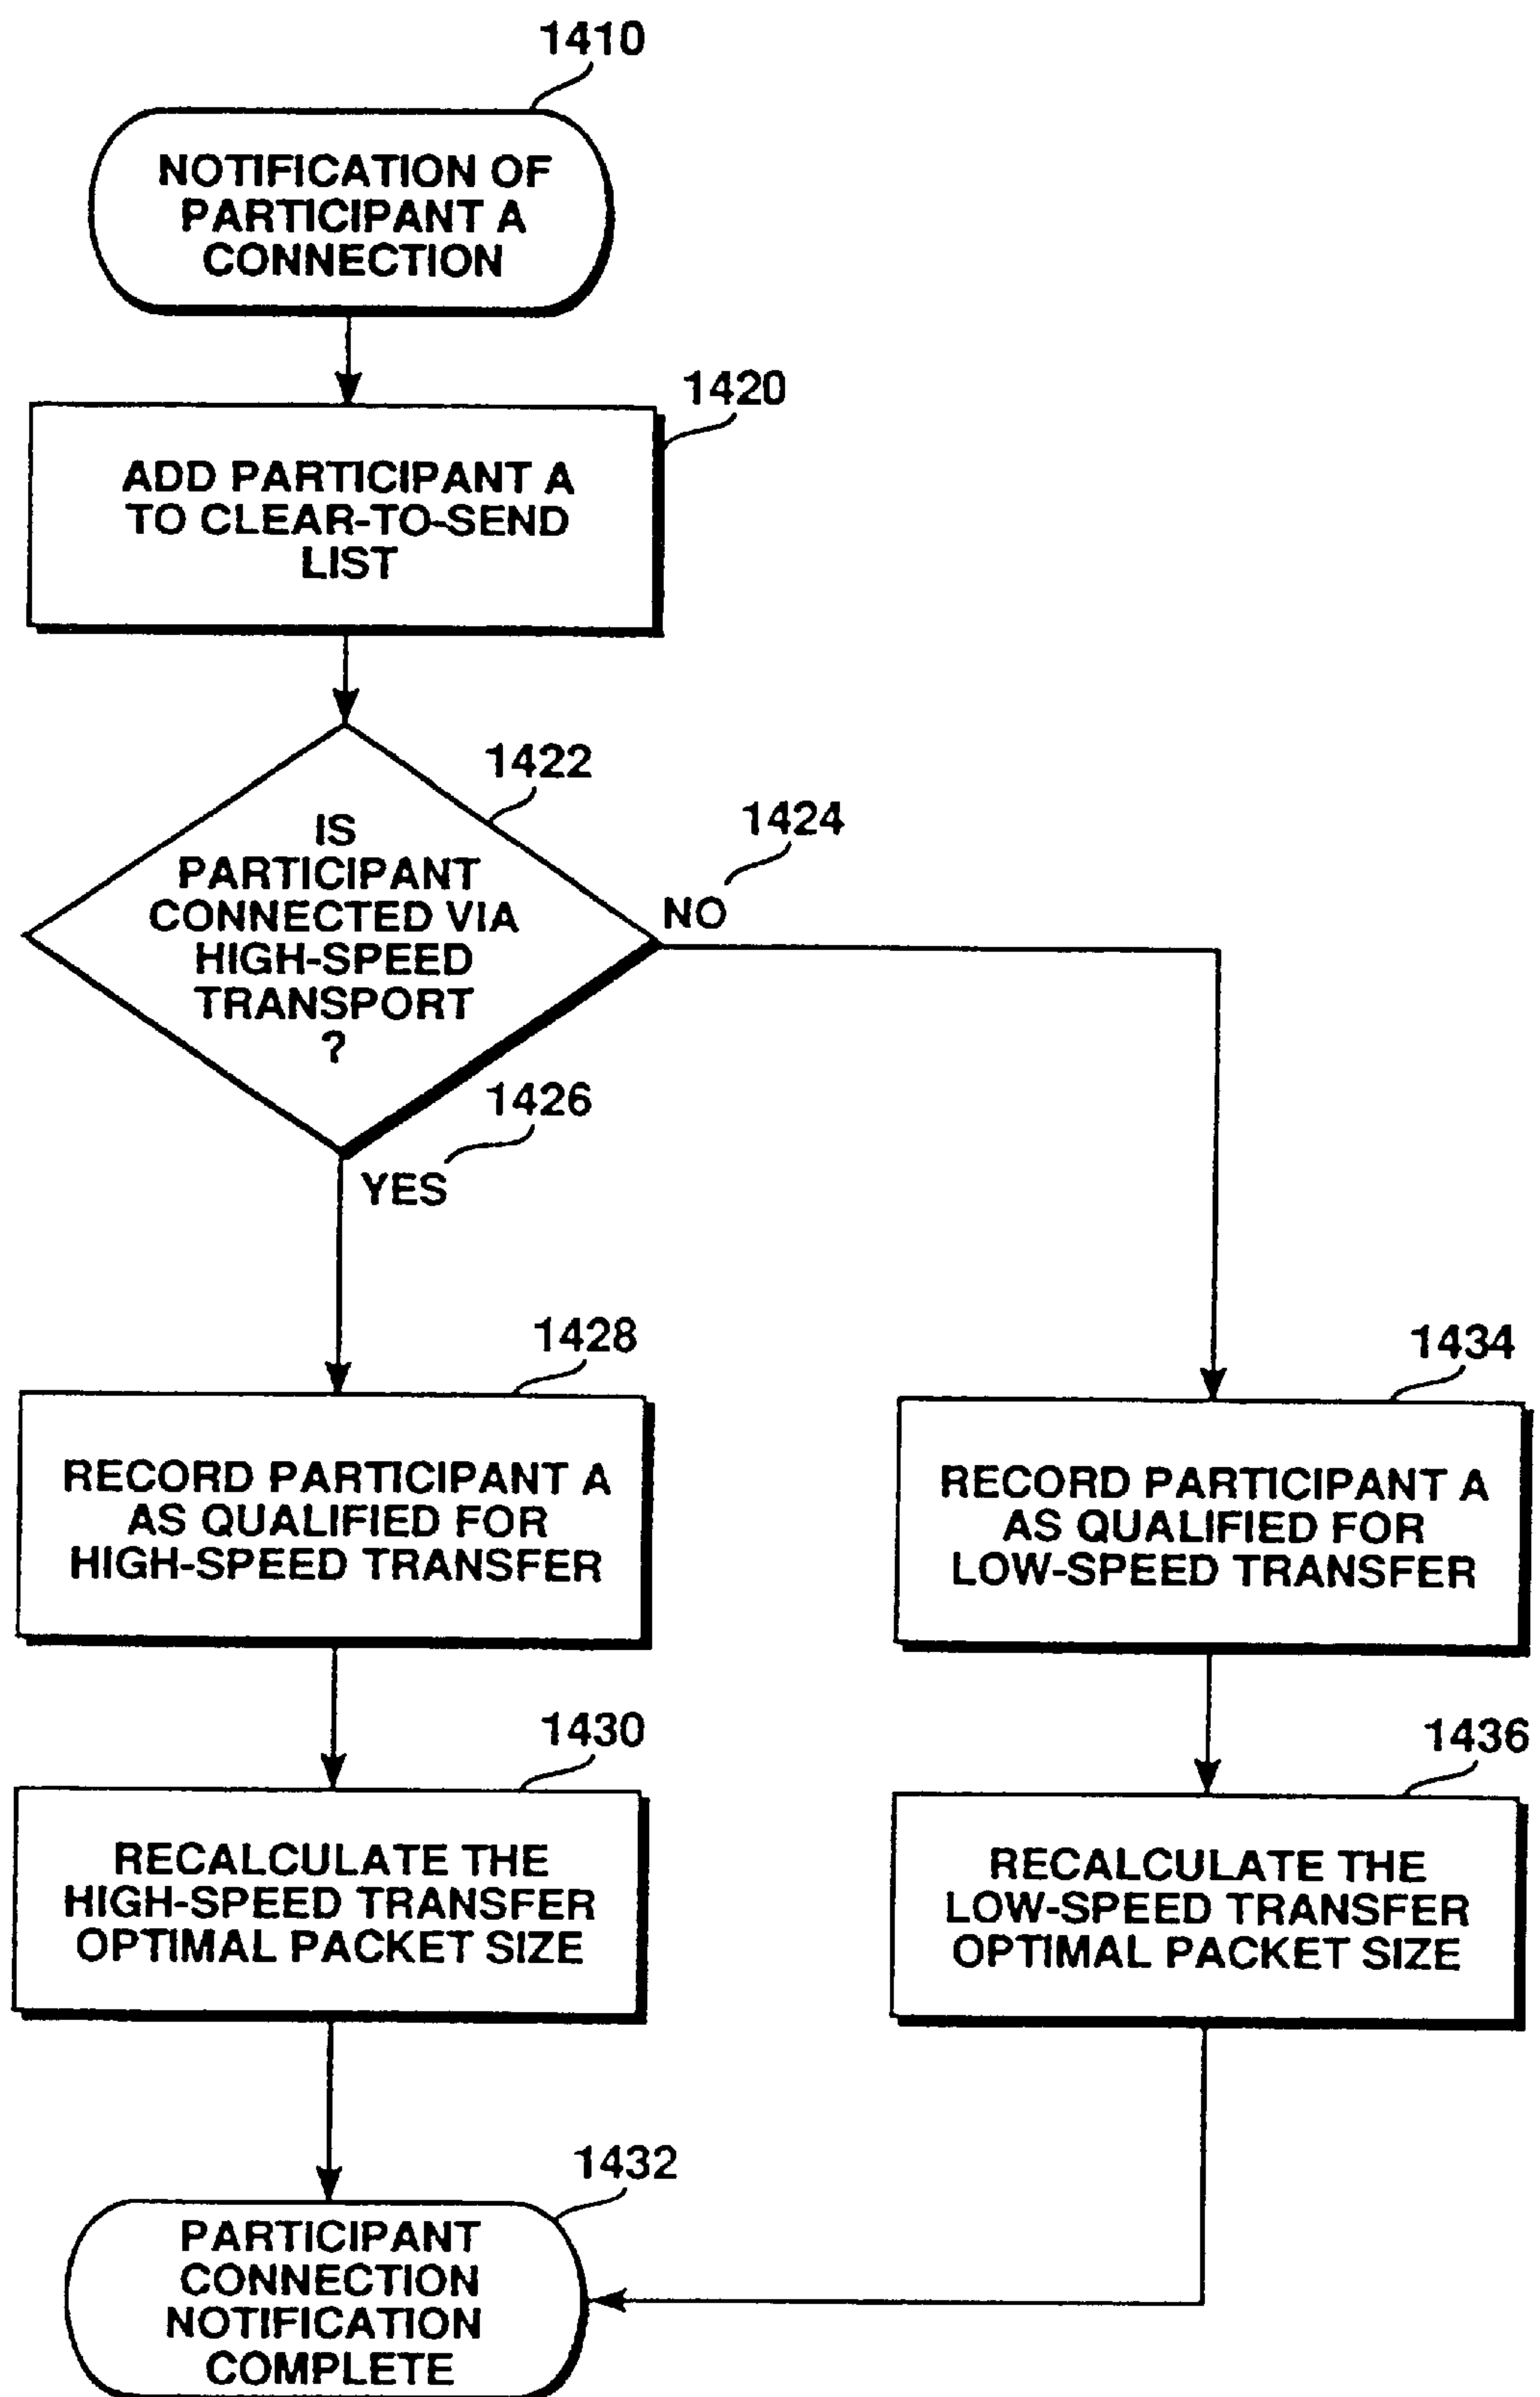 1410
NOTIFICATION OF
PARTICIPANT A
CONNECTION
1420
ADD PARTICIPANT A
TO CLEAR-TO-SEND
LIST
1422
IS
PARTICIPANT
CONNECTED VIA
HIGH-SPEED
TRANSPORT
?
1424
NO
1426
YES
1428
RECORD PARTICIPANT A
AS QUALIFIED FOR
HIGH-SPEED TRANSFER
1434
RECORD PARTICIPANT A
AS QUALIFIED FOR
LOW-SPEED TRANSFER
1430
RECALCULATE THE
HIGH-SPEED TRANSFER
OPTIMAL PACKET SIZE
1436
RECALCULATE THE
LOW-SPEED TRANSFER
OPTIMAL PACKET SIZE
1432
PARTICIPANT
CONNECTION
NOTIFICATION
COMPLETE